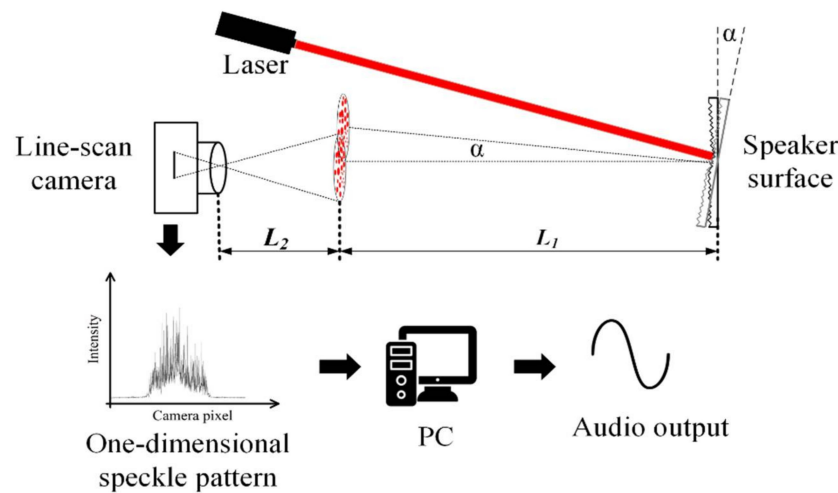 α
Laser
Line-scan
camera
α
Speaker
surface
L2
L1
Intensity
Camera pixel
One-dimensional
speckle pattern
PC
Audio output